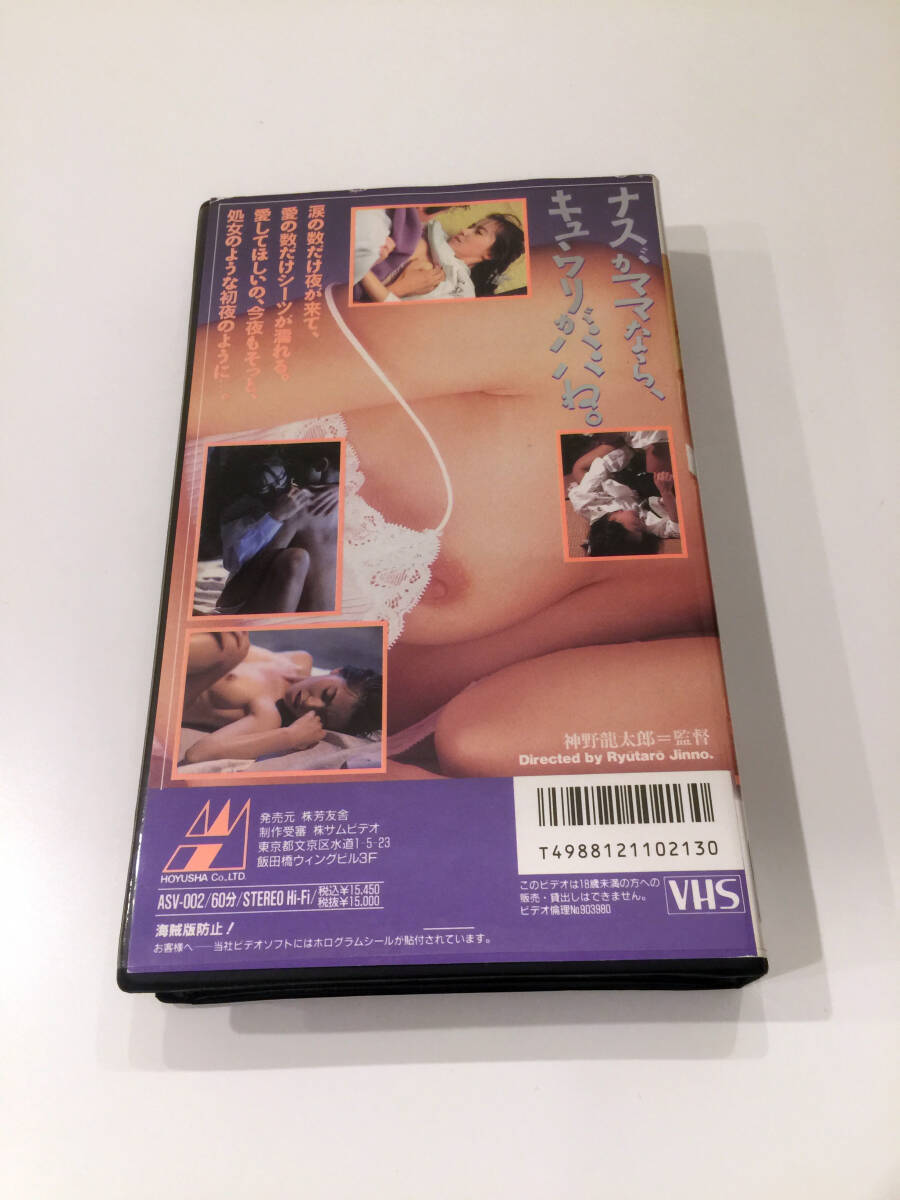 ナスがママなら、
キュウリがパパね。
涙の数だけ夜が来て、
愛の数だけシーツが濡れる。
愛してほしいの、今夜もそっと、
処女のような初夜のように…。
神野龍太郎=監督
Directed by Ryūtarō Jinno.
HOYUSHA Co., LTD.
発売元 株芳友舎
制作受審 株サムビデオ
東京都文京区水道1-5-23
飯田橋ウィングビル3F
ASV-002/60分/STEREO Hi-Fi/税込¥15,450
税抜¥15,000
海賊版防止!
お客様へ——当社ビデオソフトにはホログラムシールが貼付されています。
T4988121102130
このビデオは18歳未満の方への
販売・貸出しはできません。
ビデオ倫理№903980
VHS